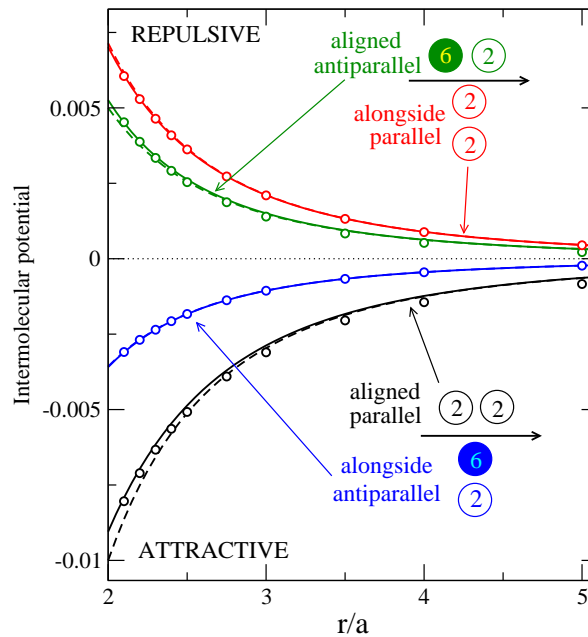 REPULSIVE
aligned
antiparallel
6 2
0.005
alongside
parallel
2
2
Intermolecular potential
0
-0.005
aligned
parallel
2 2
alongside
antiparallel
6
2
ATTRACTIVE
-0.01
2 3 4 5
r/a